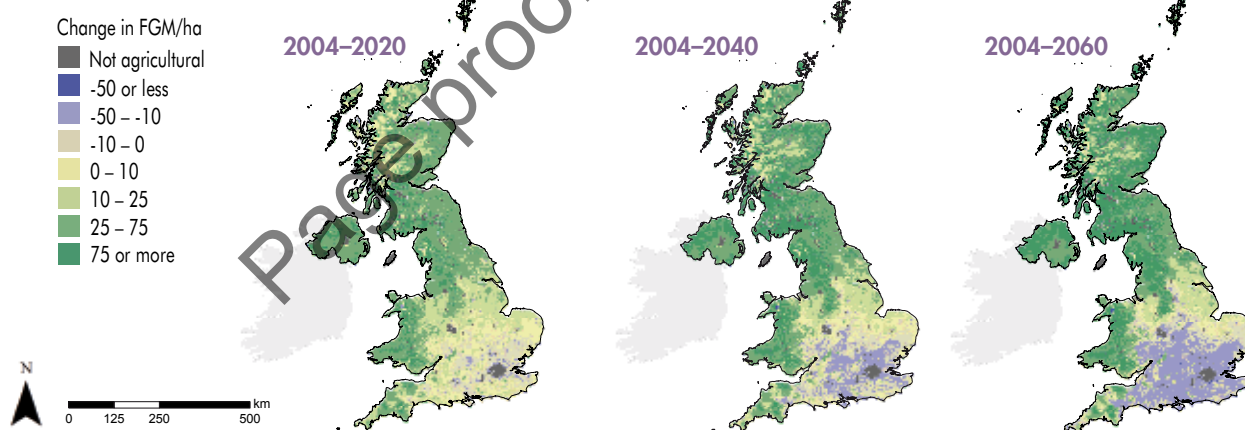 Change in FGM/ha
Not agricultural
-50 or less
-50 – -10
-10 – 0
0 – 10
10 – 25
25 – 75
75 or more
2004–2020
2004–2040
2004–2060
Page proo
N
0 125 250 500 km